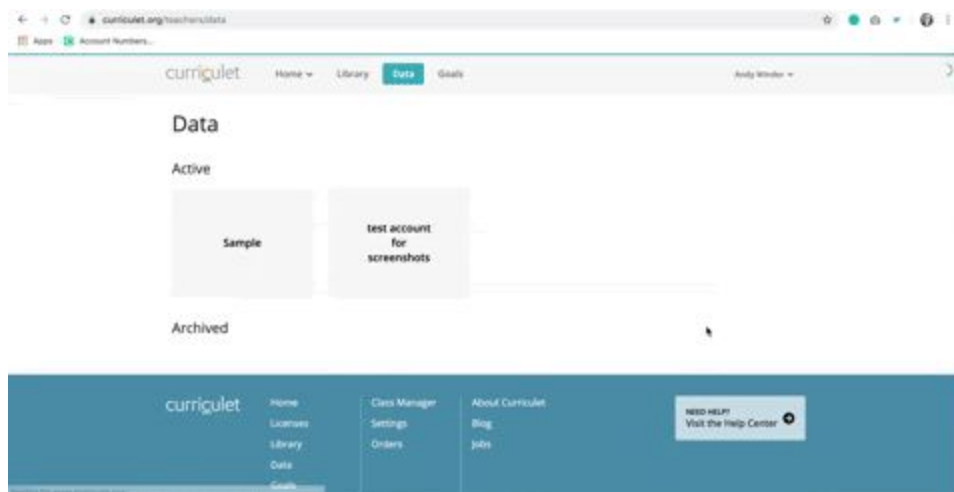 curriculet.org/teachers/data
Apps Account Numbers...
curriculet Home Library Data Goals Andy Winder
Data
Active
Sample
test account
for
screenshots
Archived
curriculet
Home
Licenses
Library
Data
Goals
Class Manager
Settings
Orders
About Curriculet
Blog
Jobs
NEED HELP?
Visit the Help Center